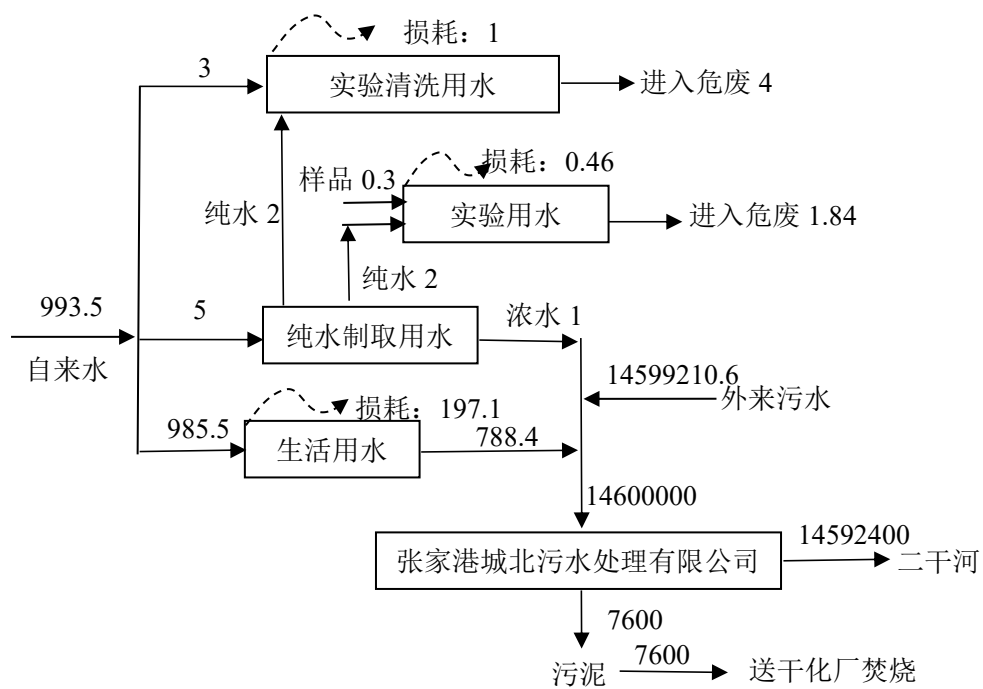 损耗：1
3
实验清洗用水
进入危废 4
损耗：0.46
样品 0.3
纯水 2
实验用水
进入危废 1.84
纯水 2
993.5
自来水
5
纯水制取用水
浓水 1
14599210.6
外来污水
985.5
损耗：197.1
生活用水
788.4
14600000
张家港城北污水处理有限公司
14592400
二干河
7600
污泥
7600
送干化厂焚烧